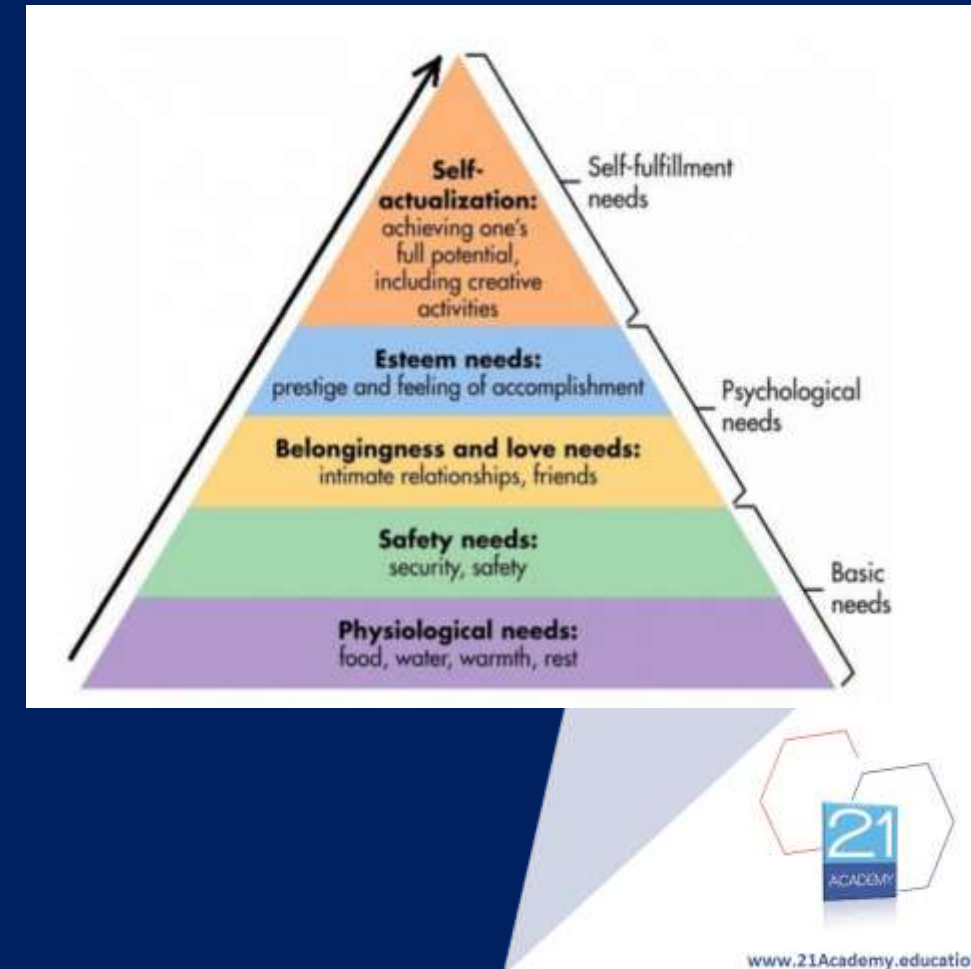 Self-
actualization:
achieving one's
full potential,
including creative
activities
Self-fulfillment
needs
Esteem needs:
prestige and feeling of accomplishment
Psychological
needs
Belongingness and love needs:
intimate relationships, friends
Safety needs:
security, safety
Basic
needs
Physiological needs:
food, water, warmth, rest
21
ACADEMY
www.21Academy.educatio